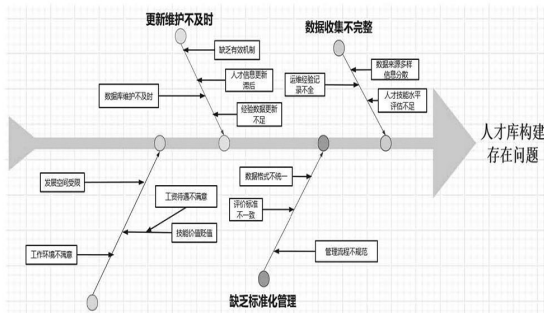 更新维护不及时
数据收集不完整
缺乏有效机制
人才信息更新
滞后
数据库维护不及时
经验数据更新
不足
数据来源多样
信息分散
运维经验记
录不全
人才技能水平
评估不足
人才库构建
存在问题
发展空间受限
工资待遇不满意
技能价值贬值
工作环境不满意
数据格式不统一
评价标准
不一致
管理流程不规范
缺乏标准化管理